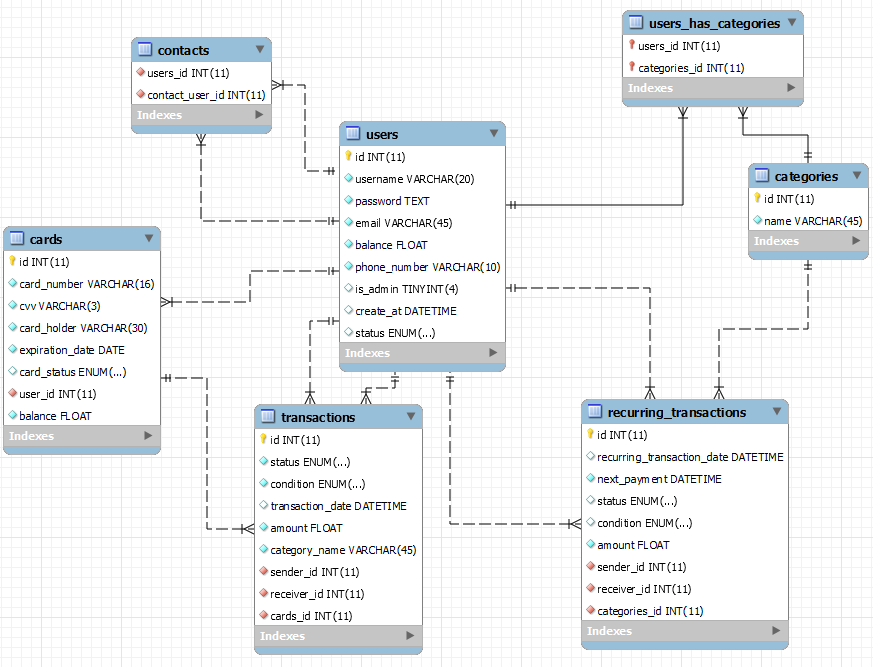 contacts
users_id INT(11)
contact_user_id INT(11)
Indexes
users_has_categories
users_id INT(11)
categories_id INT(11)
Indexes
users
id INT(11)
username VARCHAR(20)
password TEXT
email VARCHAR(45)
balance FLOAT
phone_number VARCHAR(10)
is_admin TINYINT(4)
create_at DATETIME
status ENUM(...)
Indexes
categories
id INT(11)
name VARCHAR(45)
Indexes
cards
id INT(11)
card_number VARCHAR(16)
cvv VARCHAR(3)
card_holder VARCHAR(30)
expiration_date DATE
card_status ENUM(...)
user_id INT(11)
balance FLOAT
Indexes
transactions
id INT(11)
status ENUM(...)
condition ENUM(...)
transaction_date DATETIME
amount FLOAT
category_name VARCHAR(45)
sender_id INT(11)
receiver_id INT(11)
cards_id INT(11)
Indexes
recurring_transactions
id INT(11)
recurring_transaction_date DATETIME
next_payment DATETIME
status ENUM(...)
condition ENUM(...)
amount FLOAT
sender_id INT(11)
receiver_id INT(11)
categories_id INT(11)
Indexes